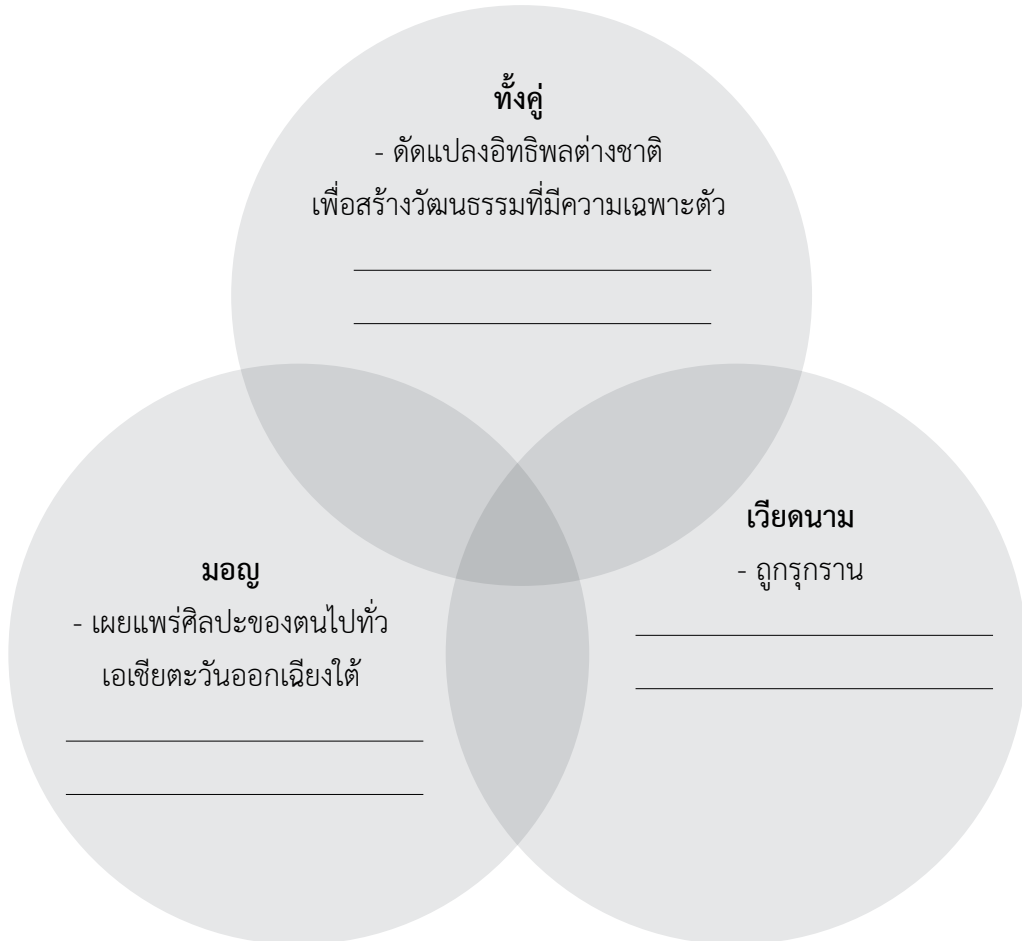 ทั้งคู่
- ดัดแปลงอิทธิพลต่างชาติ
เพื่อสร้างวัฒนธรรมที่มีความเฉพาะตัว
มอญ
- เผยแพร่ศิลปะของตนไปทั่ว
เอเชียตะวันออกเฉียงใต้
เวียดนาม
- ถูกรุกราน